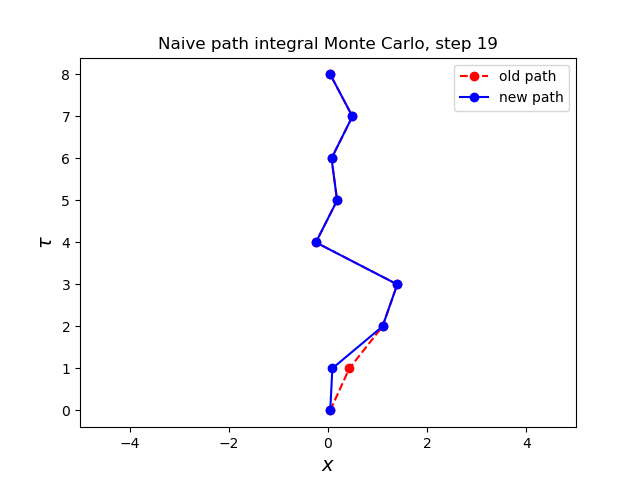 Naive path integral Monte Carlo, step 19
old path
new path
8
7
6
5
4
3
2
1
0
τ
−4
−2
0
2
4
x